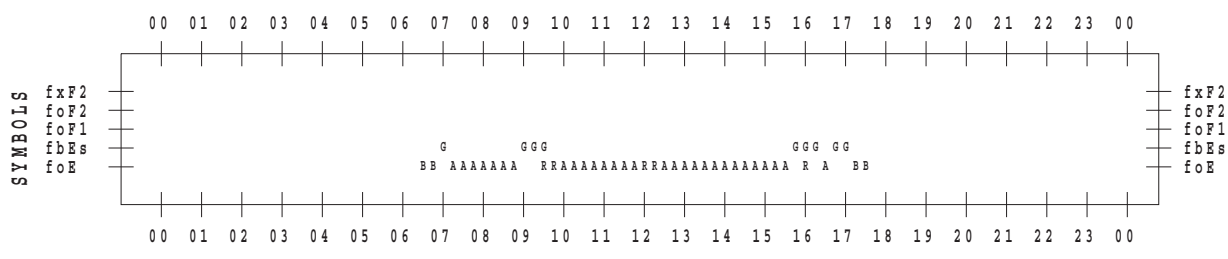 00 01 02 03 04 05 06 07 08 09 10 11 12 13 14 15 16 17 18 19 20 21 22 23 00
SYMBOLS
fxF2 fxF2
foF2 foF2
foF1 foF1
fbEs G GGG GGG GG fbEs
foE BB AAAAAAA RRAAAAAAAARRAAAAAAAAAAAAA R A BB foE
00 01 02 03 04 05 06 07 08 09 10 11 12 13 14 15 16 17 18 19 20 21 22 23 00